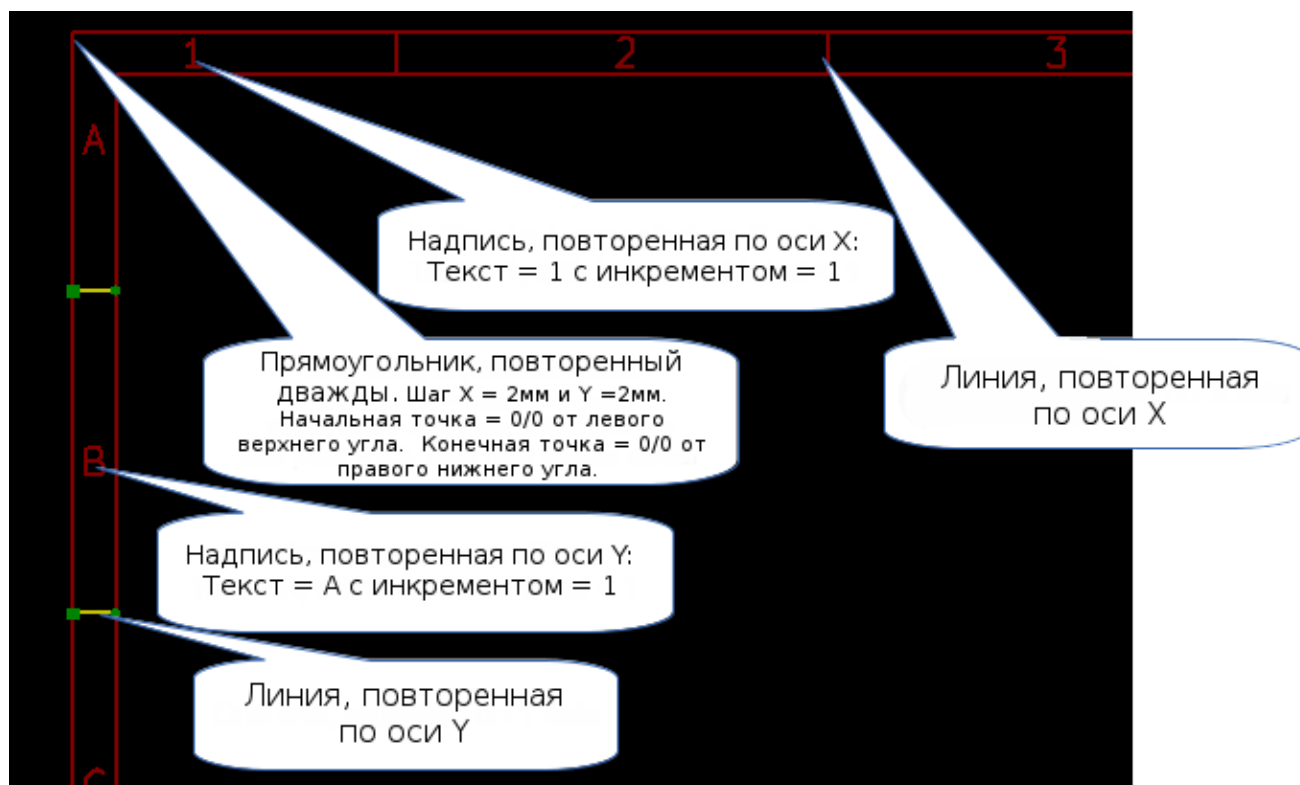 1 2 3
A
Надпись, повторенная по оси X:
Текст = 1 с инкрементом = 1
Прямоугольник, повторенный
дважды. Шаг X = 2мм и Y =2мм.
Начальная точка = 0/0 от левого
верхнего угла. Конечная точка = 0/0 от
правого нижнего угла.
Линия, повторенная
по оси X
B
Надпись, повторенная по оси Y:
Текст = A с инкрементом = 1
Линия, повторенная
по оси Y
C